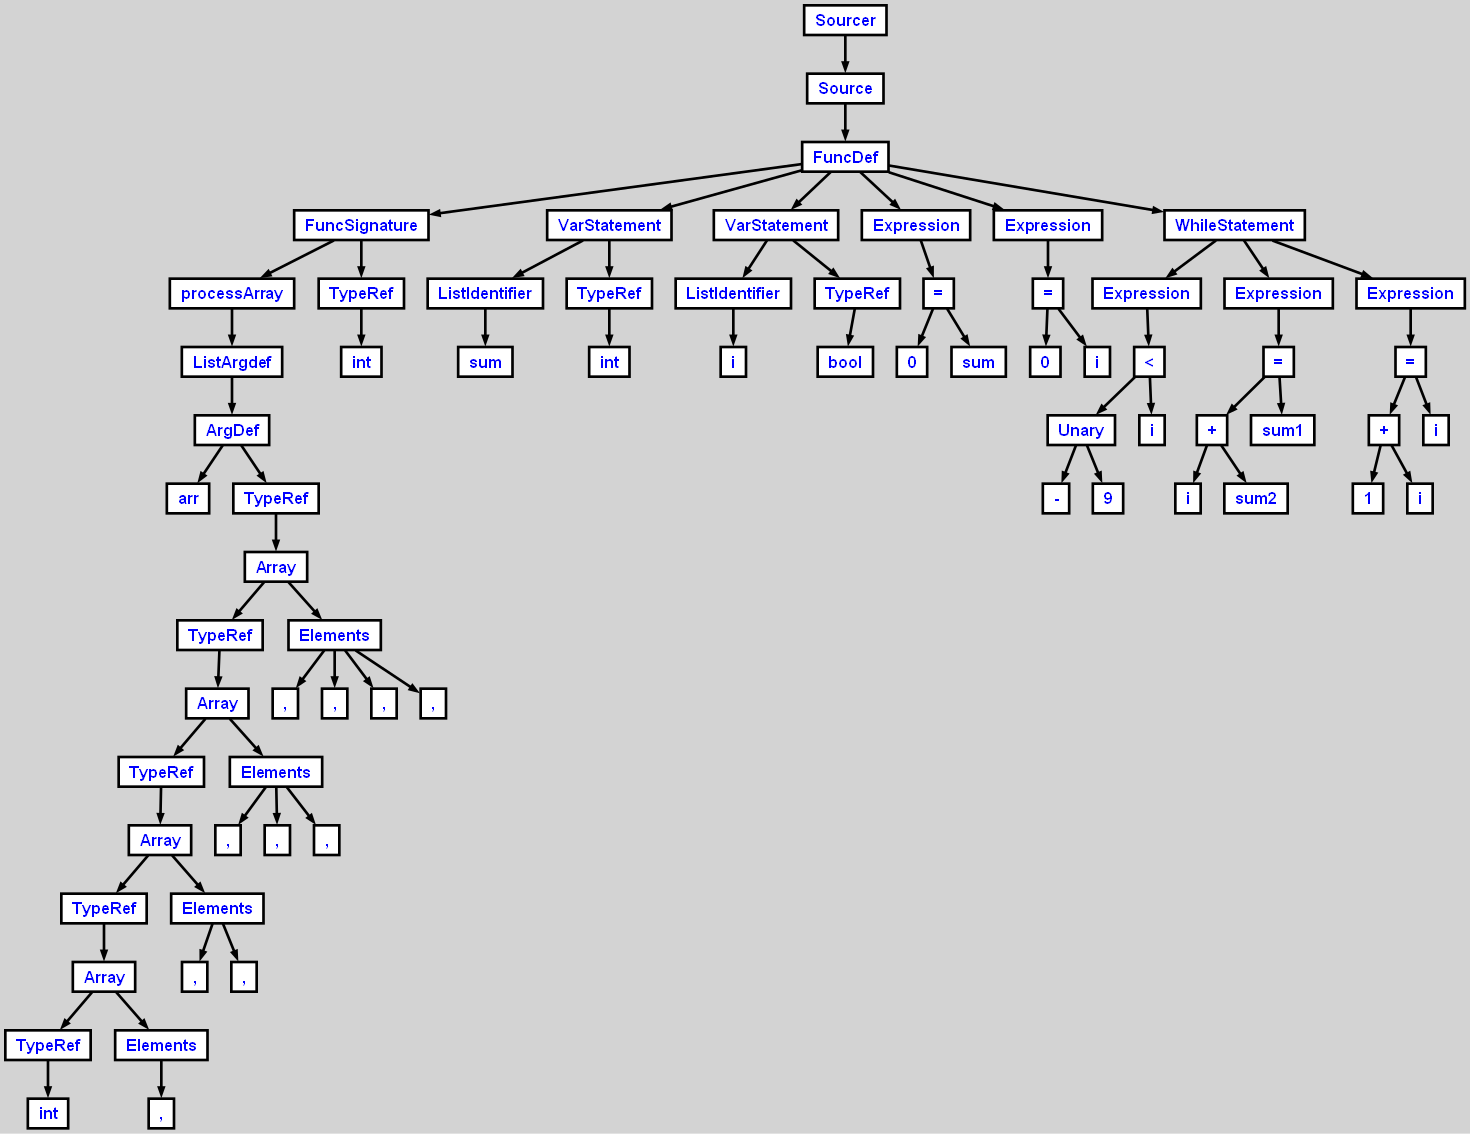 Sourcer
Source
FuncDef
FuncSignature VarStatement VarStatement Expression Expression WhileStatement
processArray TypeRef ListIdentifier TypeRef ListIdentifier TypeRef = = Expression Expression Expression
ListArgdef int sum int i bool 0 sum 0 i < = =
ArgDef Unary i + sum1 + i
arr TypeRef - 9 i sum2 1 i
Array
TypeRef Elements
Array , , , ,
TypeRef Elements
Array , , ,
TypeRef Elements
Array , ,
TypeRef Elements
int ,